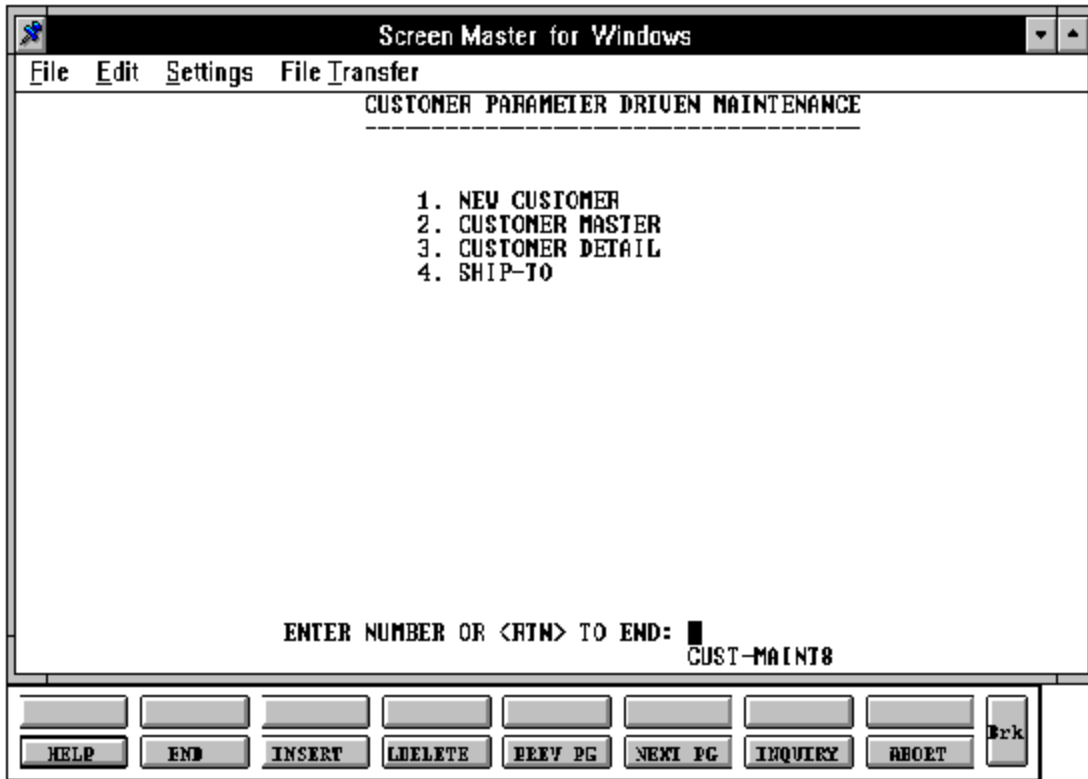 Screen Master for Windows
File Edit Settings File Transfer
CUSTOMER PARAMETER DRIVEN MAINTENANCE
-------------------------------------
1. NEW CUSTOMER
2. CUSTOMER MASTER
3. CUSTOMER DETAIL
4. SHIP-TO
ENTER NUMBER OR <RTN> TO END:
CUST-MAINT8
Brk
HELP END INSERT LDELETE PREV PG NEXT PG INQUIRY ABORT